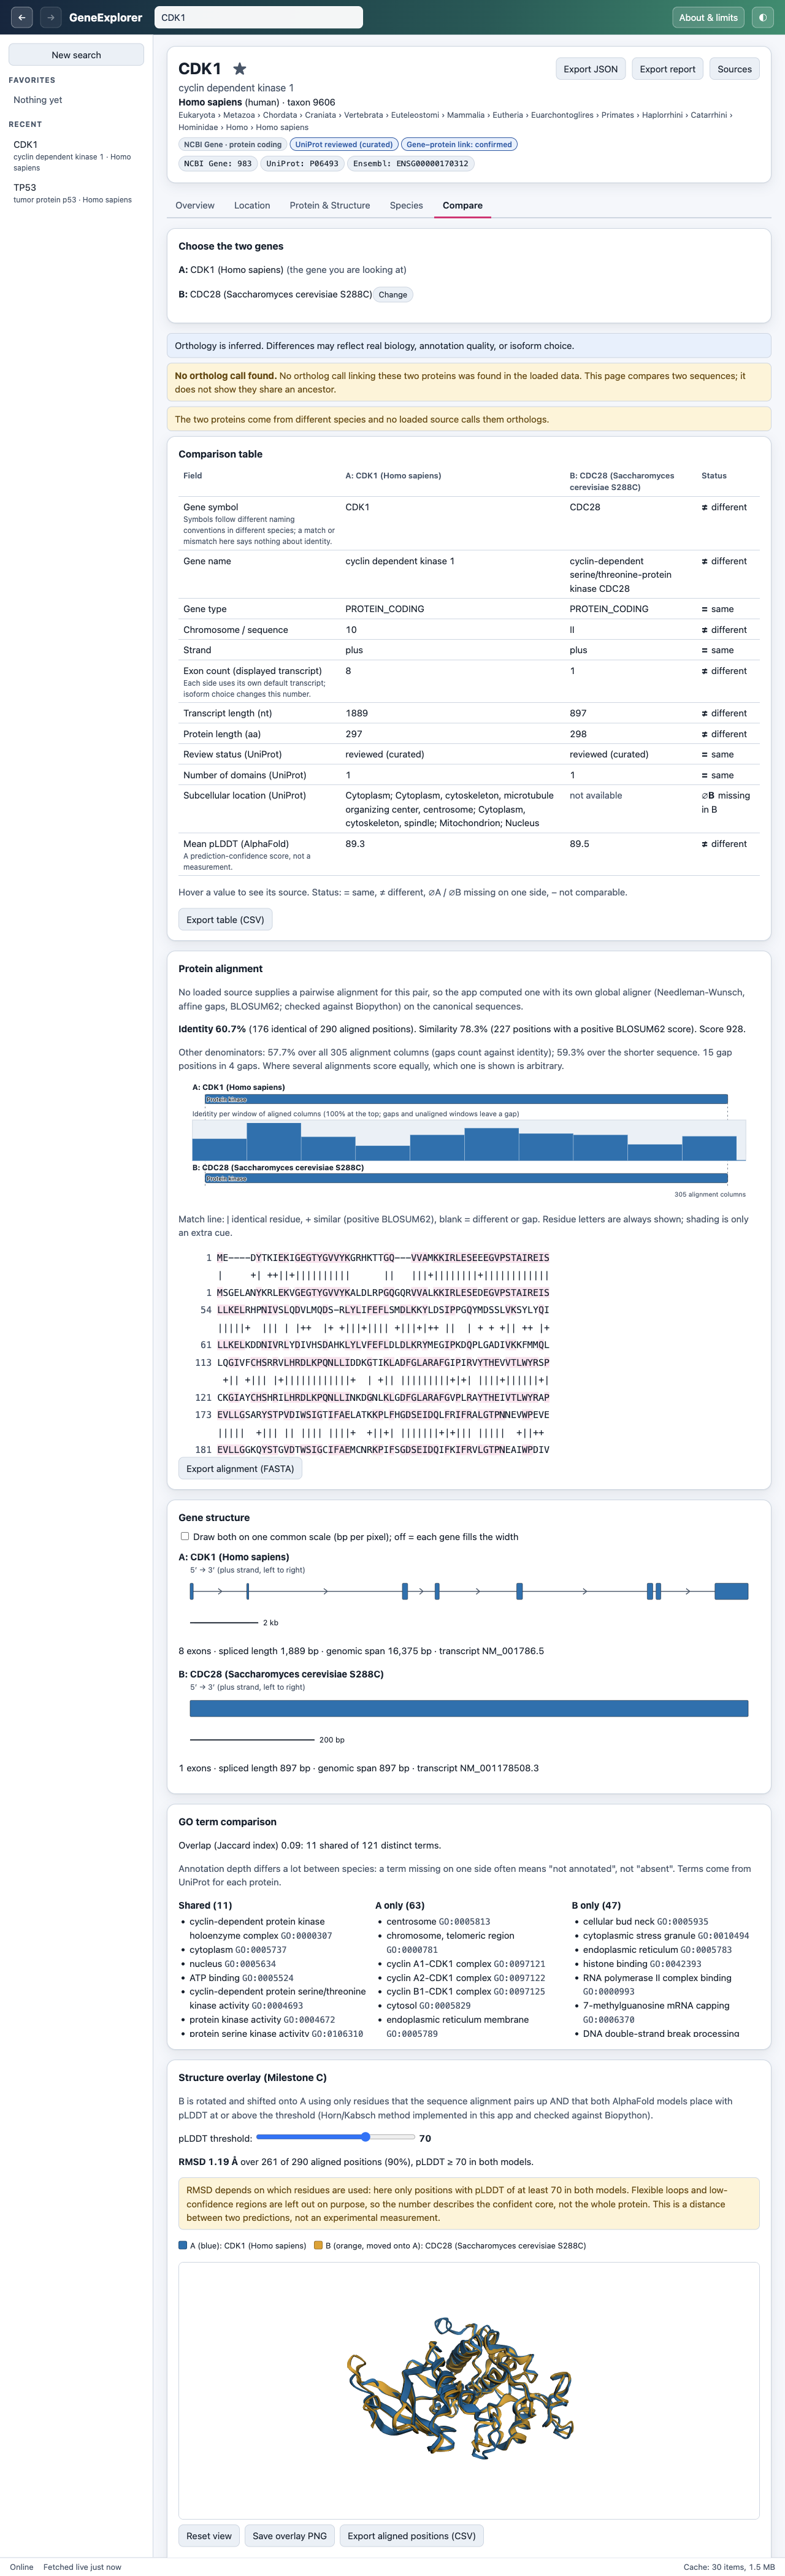 ← → GeneExplorer CDK1 About & limits ◐
New search
FAVORITES
Nothing yet
RECENT
CDK1
cyclin dependent kinase 1 · Homo
sapiens
TP53
tumor protein p53 · Homo sapiens
CDK1 ★
Export JSON Export report Sources
cyclin dependent kinase 1
Homo sapiens (human) · taxon 9606
Eukaryota › Metazoa › Chordata › Craniata › Vertebrata › Euteleostomi › Mammalia › Eutheria › Euarchontoglires › Primates › Haplorrhini › Catarrhini ›
Hominidae › Homo › Homo sapiens
NCBI Gene · protein coding UniProt reviewed (curated) Gene–protein link: confirmed
NCBI Gene: 983 UniProt: P06493 Ensembl: ENSG00000170312
Overview Location Protein & Structure Species Compare
Choose the two genes
A: CDK1 (Homo sapiens) (the gene you are looking at)
B: CDC28 (Saccharomyces cerevisiae S288C) Change
Orthology is inferred. Differences may reflect real biology, annotation quality, or isoform choice.
No ortholog call found. No ortholog call linking these two proteins was found in the loaded data. This page compares two sequences; it
does not show they share an ancestor.
The two proteins come from different species and no loaded source calls them orthologs.
Comparison table
Field A: CDK1 (Homo sapiens) B: CDC28 (Saccharomyces Status
cerevisiae S288C)
Gene symbol CDK1 CDC28 ≠ different
Symbols follow different naming
conventions in different species; a match or
mismatch here says nothing about identity.
Gene name cyclin dependent kinase 1 cyclin-dependent ≠ different
serine/threonine-protein
kinase CDC28
Gene type PROTEIN_CODING PROTEIN_CODING = same
Chromosome / sequence 10 II ≠ different
Strand plus plus = same
Exon count (displayed transcript) 8 1 ≠ different
Each side uses its own default transcript;
isoform choice changes this number.
Transcript length (nt) 1889 897 ≠ different
Protein length (aa) 297 298 ≠ different
Review status (UniProt) reviewed (curated) reviewed (curated) = same
Number of domains (UniProt) 1 1 = same
Subcellular location (UniProt) Cytoplasm; Cytoplasm, cytoskeleton, microtubule not available ∅B missing
organizing center, centrosome; Cytoplasm, in B
cytoskeleton, spindle; Mitochondrion; Nucleus
Mean pLDDT (AlphaFold) 89.3 89.5 ≠ different
A prediction-confidence score, not a
measurement.
Hover a value to see its source. Status: = same, ≠ different, ∅A / ∅B missing on one side, – not comparable.
Export table (CSV)
Protein alignment
No loaded source supplies a pairwise alignment for this pair, so the app computed one with its own global aligner (Needleman-Wunsch,
affine gaps, BLOSUM62; checked against Biopython) on the canonical sequences.
Identity 60.7% (176 identical of 290 aligned positions). Similarity 78.3% (227 positions with a positive BLOSUM62 score). Score 928.
Other denominators: 57.7% over all 305 alignment columns (gaps count against identity); 59.3% over the shorter sequence. 15 gap
positions in 4 gaps. Where several alignments score equally, which one is shown is arbitrary.
A: CDK1 (Homo sapiens)
Protein kinase
Identity per window of aligned columns (100% at the top; gaps and unaligned windows leave a gap)
B: CDC28 (Saccharomyces cerevisiae S288C)
Protein kinase
305 alignment columns
Match line: | identical residue, + similar (positive BLOSUM62), blank = different or gap. Residue letters are always shown; shading is only
an extra cue.
1 ME----DYTKIEKIGEGTYGVVYKGRHKTTGQ---VVAMKKIRLESEEEGVPSTAIREIS
| +| ++||+|||||||||| || |||+||||||||+||||||||||||
1 MSGELANYKRLEKVGEGTYGVVYKALDLRPGQGQRVVALKKIRLESEDEGVPSTAIREIS
54 LLKELRHPNIVSLQDVLMQDS-RLYLIFEFLSMDLKKYLDSIPPGQYMDSSLVKSYLYQI
|||||+ ||| | |++ |+ +|||+|||| +|||+|++ || | + + +|| ++ |+
61 LLKELKDDNIVRLYDIVHSDAHKLYLVFEFLDLDLKRYMEGIPKDQPLGADIVKKFMMQL
113 LQGIVFCHSRRVLHRDLKPQNLLIDDKGTIKLADFGLARAFGIPIRVYTHEVVTLWYRSP
+|| +||| |+||||||||||||+ | +|| |||||||||+|+| ||||+||||||+|
121 CKGIAYCHSHRILHRDLKPQNLLINKDGNLKLGDFGLARAFGVPLRAYTHEIVTLWYRAP
173 EVLLGSARYSTPVDIWSIGTIFAELATKKPLFHGDSEIDQLFRIFRALGTPNNEVWPEVE
||||| +||| || |||| ||||+ +||+| |||||||+|+||| ||||| +||++
181 EVLLGGKQYSTGVDTWSIGCIFAEMCNRKPIFSGDSEIDQIFKIFRVLGTPNEAIWPDIV
Export alignment (FASTA)
Gene structure
Draw both on one common scale (bp per pixel); off = each gene fills the width
A: CDK1 (Homo sapiens)
5' → 3' (plus strand, left to right)
2 kb
8 exons · spliced length 1,889 bp · genomic span 16,375 bp · transcript NM_001786.5
B: CDC28 (Saccharomyces cerevisiae S288C)
5' → 3' (plus strand, left to right)
200 bp
1 exons · spliced length 897 bp · genomic span 897 bp · transcript NM_001178508.3
GO term comparison
Overlap (Jaccard index) 0.09: 11 shared of 121 distinct terms.
Annotation depth differs a lot between species: a term missing on one side often means "not annotated", not "absent". Terms come from
UniProt for each protein.
Shared (11)
• cyclin-dependent protein kinase
holoenzyme complex GO:0000307
• cytoplasm GO:0005737
• nucleus GO:0005634
• ATP binding GO:0005524
• cyclin-dependent protein serine/threonine
kinase activity GO:0004693
• protein kinase activity GO:0004672
• protein serine kinase activity GO:0106310
A only (63)
• centrosome GO:0005813
• chromosome, telomeric region
GO:0000781
• cyclin A1-CDK1 complex GO:0097121
• cyclin A2-CDK1 complex GO:0097122
• cyclin B1-CDK1 complex GO:0097125
• cytosol GO:0005829
• endoplasmic reticulum membrane
GO:0005789
B only (47)
• cellular bud neck GO:0005935
• cytoplasmic stress granule GO:0010494
• endoplasmic reticulum GO:0005783
• histone binding GO:0042393
• RNA polymerase II complex binding
GO:0000993
• 7-methylguanosine mRNA capping
GO:0006370
• DNA double-strand break processing
Structure overlay (Milestone C)
B is rotated and shifted onto A using only residues that the sequence alignment pairs up AND that both AlphaFold models place with
pLDDT at or above the threshold (Horn/Kabsch method implemented in this app and checked against Biopython).
pLDDT threshold: 70
RMSD 1.19 Å over 261 of 290 aligned positions (90%), pLDDT ≥ 70 in both models.
RMSD depends on which residues are used: here only positions with pLDDT of at least 70 in both models. Flexible loops and low-
confidence regions are left out on purpose, so the number describes the confident core, not the whole protein. This is a distance
between two predictions, not an experimental measurement.
A (blue): CDK1 (Homo sapiens) B (orange, moved onto A): CDC28 (Saccharomyces cerevisiae S288C)
Reset view Save overlay PNG Export aligned positions (CSV)
Online Fetched live just now Cache: 30 items, 1.5 MB